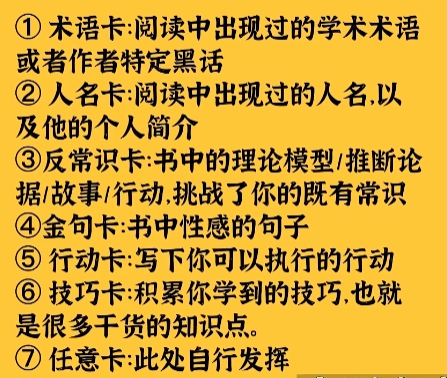 ① 术语卡:阅读中出现过的学术术语
或者作者特定黑话
② 人名卡:阅读中出现过的人名,以
及他的个人简介
③反常识卡:书中的理论模型/推断论
据/故事/行动,挑战了你的既有常识
④金句卡:书中性感的句子
⑤ 行动卡:写下你可以执行的行动
⑥ 技巧卡:积累你学到的技巧,也就
是很多干货的知识点。
⑦ 任意卡:此处自行发挥